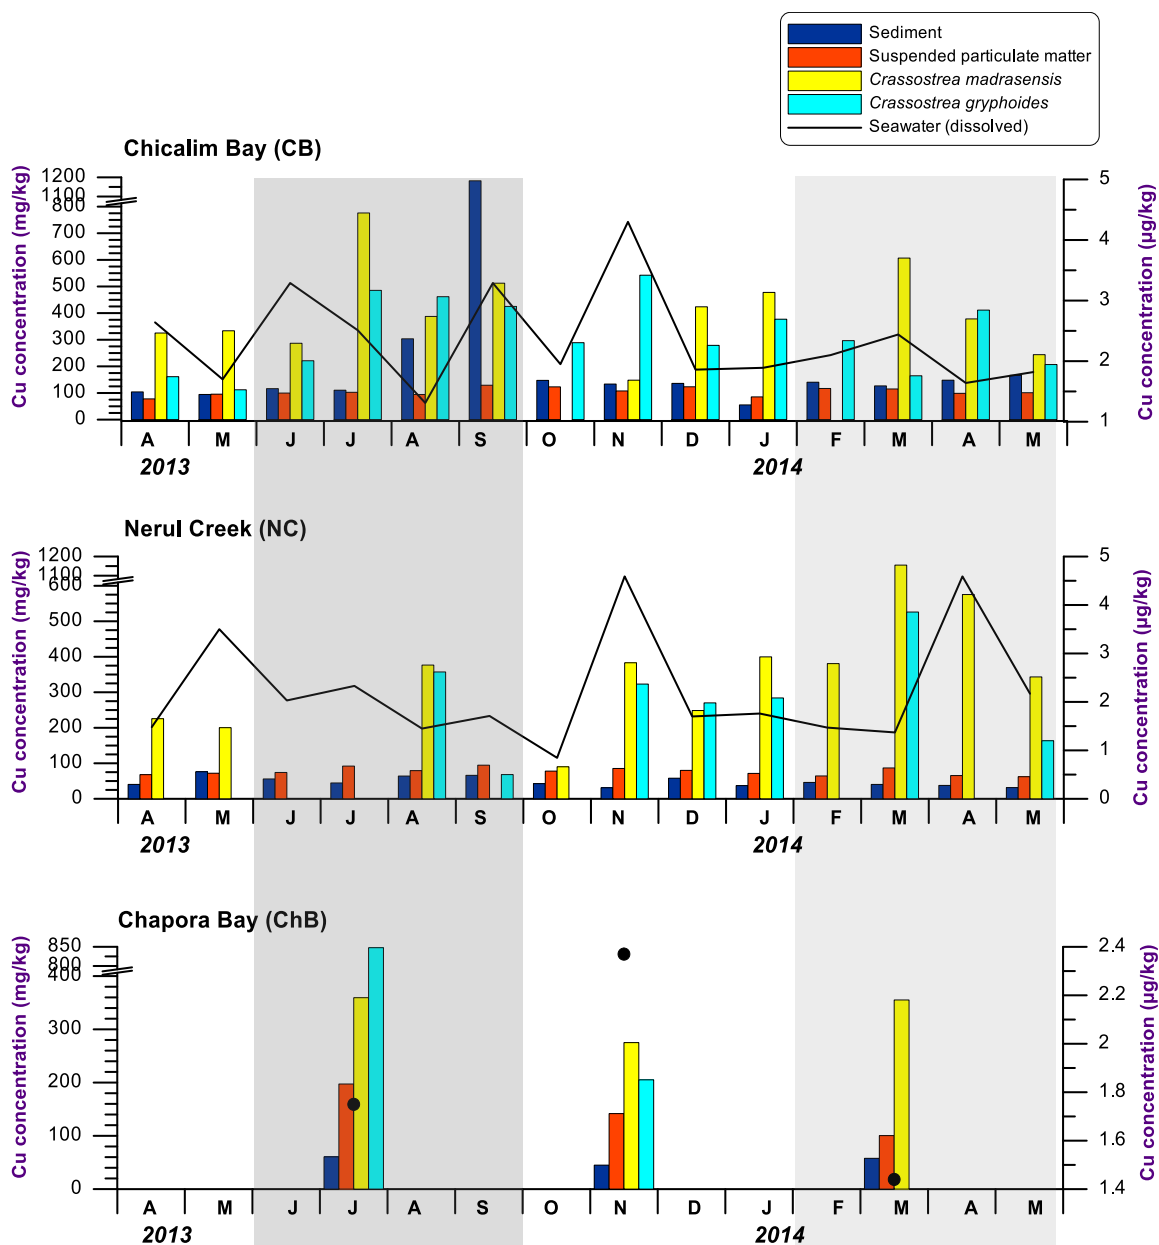 Sediment
Suspended particulate matter
Crassostrea madrasensis
Crassostrea gryphoides
Seawater (dissolved)
Chicalim Bay (CB)
Cu concentration (mg/kg)
1200
1100
800
700
600
500
400
300
200
100
0
5
4
3
2
1
Cu concentration (µg/kg)
A M J J A S O N D J F M A M
2013 2014
Nerul Creek (NC)
Cu concentration (mg/kg)
1200
1100
600
500
400
300
200
100
0
5
4
3
2
1
0
Cu concentration (µg/kg)
A M J J A S O N D J F M A M
2013 2014
Chapora Bay (ChB)
Cu concentration (mg/kg)
850
800
400
300
200
100
0
2.4
2.2
2
1.8
1.6
1.4
Cu concentration (µg/kg)
A M J J A S O N D J F M A M
2013 2014